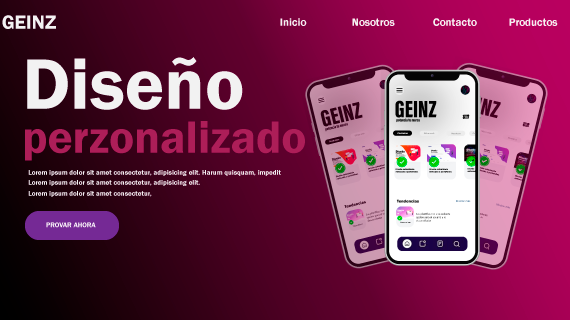 GEINZ
Inicio Nosotros Contacto Productos
Diseño
perzonalizado
Lorem ipsum dolor sit amet consectetur, adipisicing elit. Harum quisquam, impedit
Lorem ipsum dolor sit amet consectetur, adipisicing elit.
Lorem ipsum dolor sit amet consectetur,
PROVAR AHORA
GEINZ
GEINZ
GEINZ
Tendencias